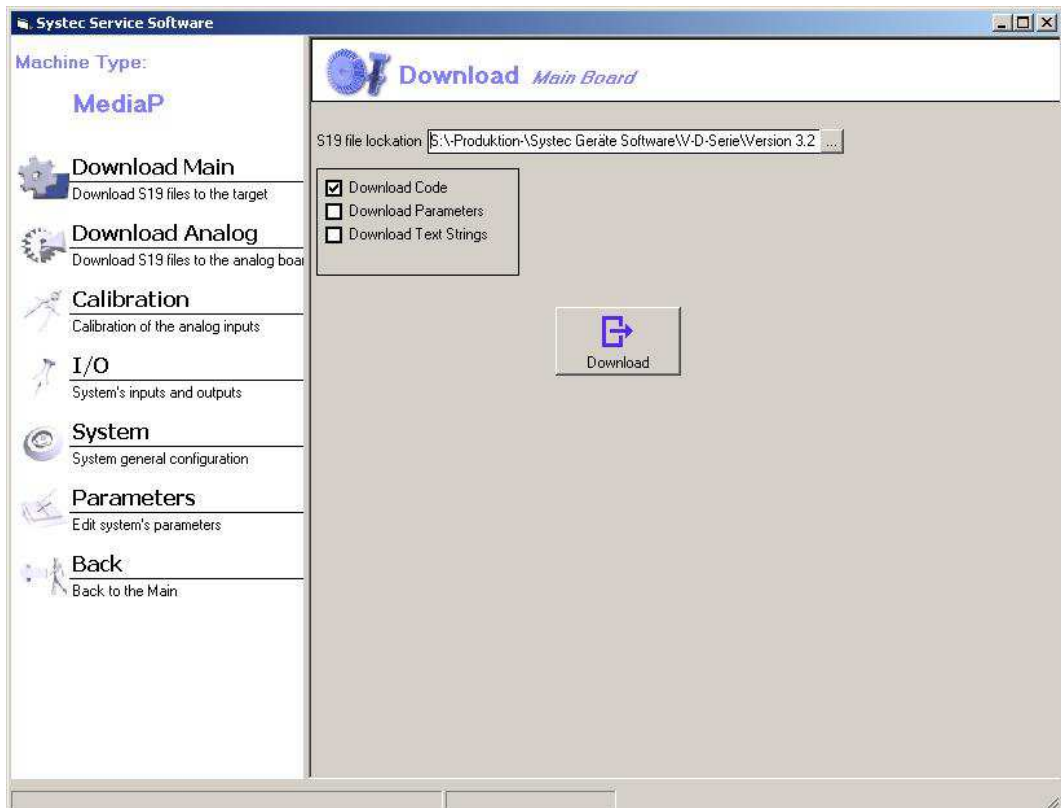 Systec Service Software
Machine Type:
MediaP
Download Main
Download S19 files to the target
Download Analog
Download S19 files to the analog boar
Calibration
Calibration of the analog inputs
I/O
System's inputs and outputs
System
System general configuration
Parameters
Edit system's parameters
Back
Back to the Main
Download Main Board
S19 file lockation S:\-Produktion-\Systec Geräte Software\V-D-Serie\Version 3.2 ...
Download Code
Download Parameters
Download Text Strings
Download